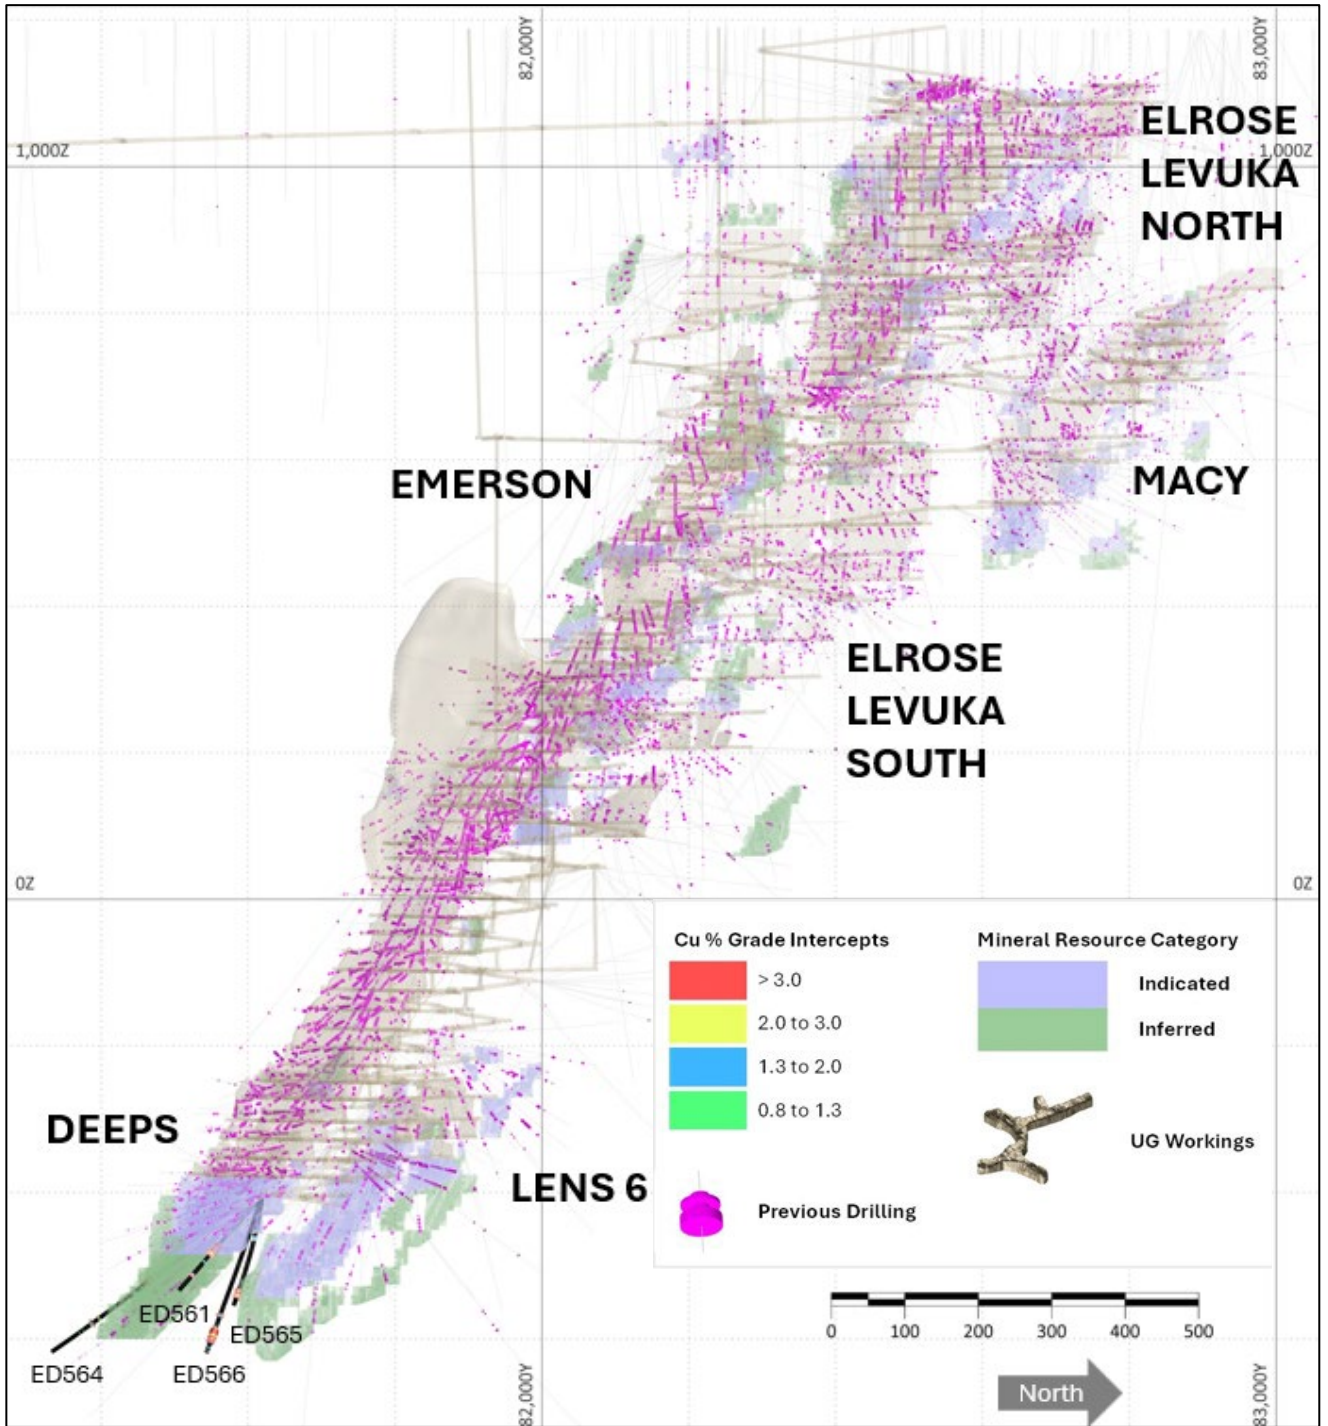 82,000Y
83,000Y
ELROSE
LEVUKA
NORTH
1,000Z
1,000Z
EMERSON
MACY
ELROSE
LEVUKA
SOUTH
0Z
0Z
Cu % Grade Intercepts
> 3.0
2.0 to 3.0
1.3 to 2.0
0.8 to 1.3
Previous Drilling
Mineral Resource Category
Indicated
Inferred
UG Workings
DEEPS
LENS 6
ED561
ED565
ED564
ED566
0 100 200 300 400 500
North
82,000Y
83,000Y